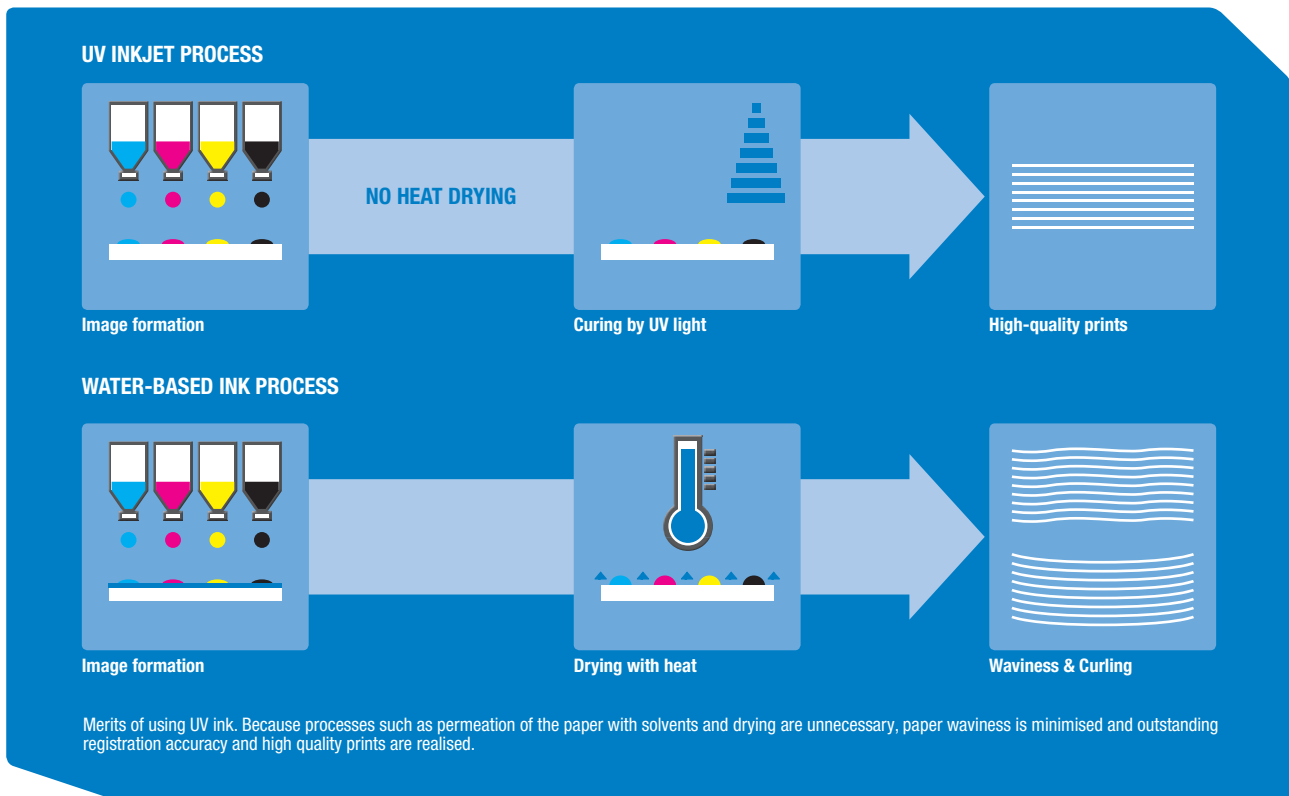 UV INKJET PROCESS
NO HEAT DRYING
Image formation
Curing by UV light
High-quality prints
WATER-BASED INK PROCESS
Image formation
Drying with heat
Waviness & Curling
Merits of using UV ink. Because processes such as permeation of the paper with solvents and drying are unnecessary, paper waviness is minimised and outstanding
registration accuracy and high quality prints are realised.